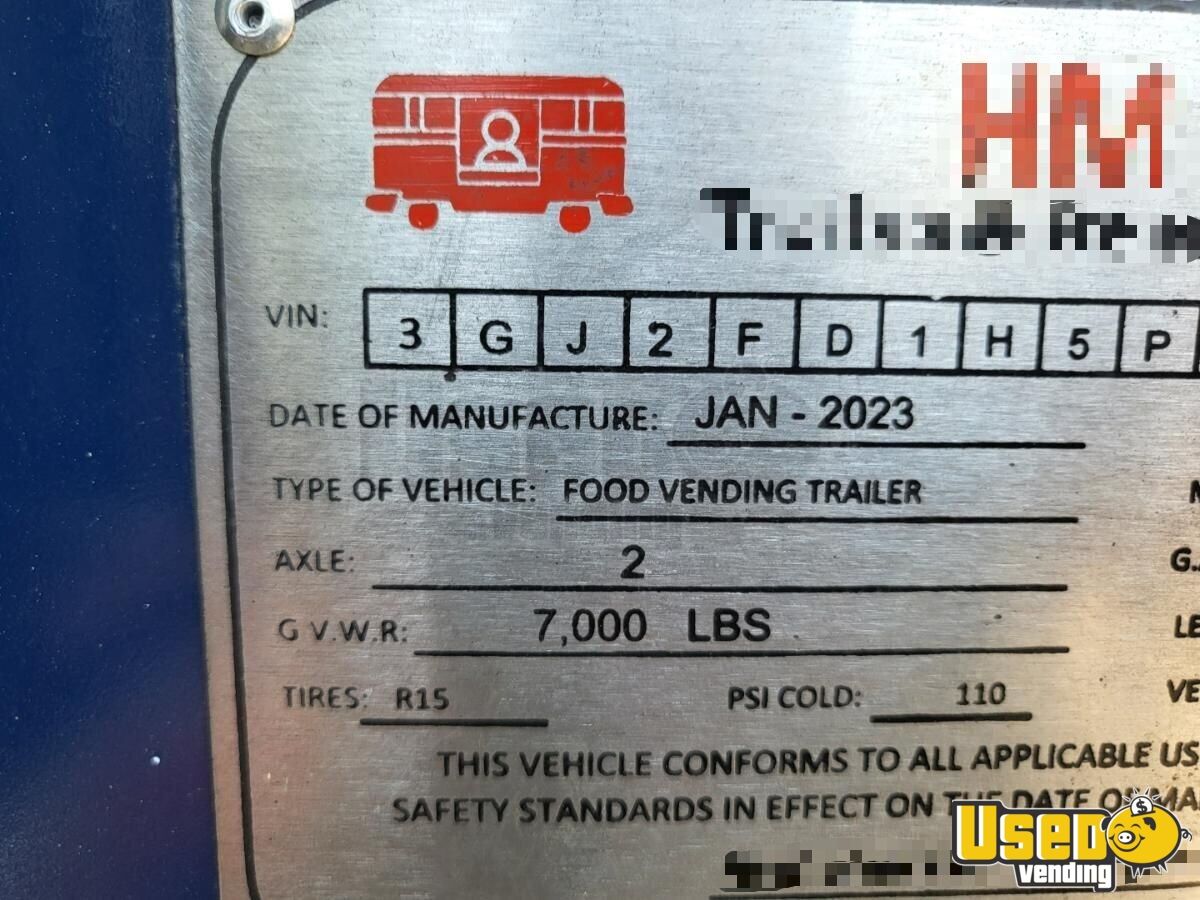 HM
VIN: 3 G J 2 F D 1 H 5 P
DATE OF MANUFACTURE: JAN - 2023
TYPE OF VEHICLE: FOOD VENDING TRAILER
AXLE: 2
G V.W.R: 7,000 LBS
TIRES: R15 PSI COLD: 110
THIS VEHICLE CONFORMS TO ALL APPLICABLE US
SAFETY STANDARDS IN EFFECT ON THE DATE
USED
Vending